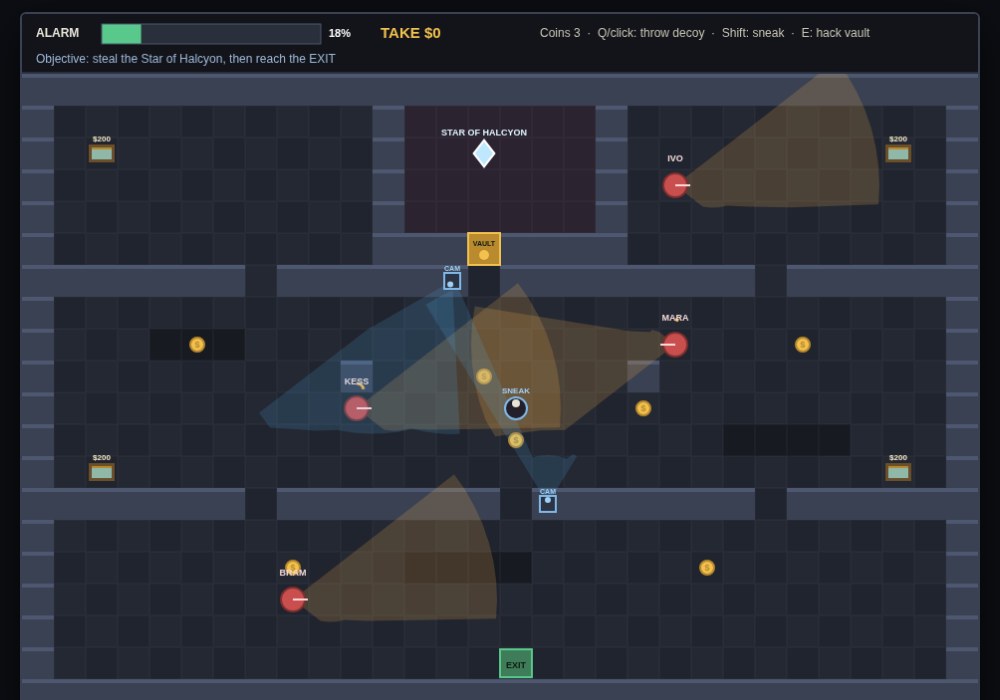 ALARM 18% TAKE $0 Coins 3 · Q/click: throw decoy · Shift: sneak · E: hack vault
Objective: steal the Star of Halcyon, then reach the EXIT
STAR OF HALCYON
$200
$200
IVO
VAULT
CAM
MARA
KESS
SNEAK
$200
$200
CAM
BRAM
EXIT